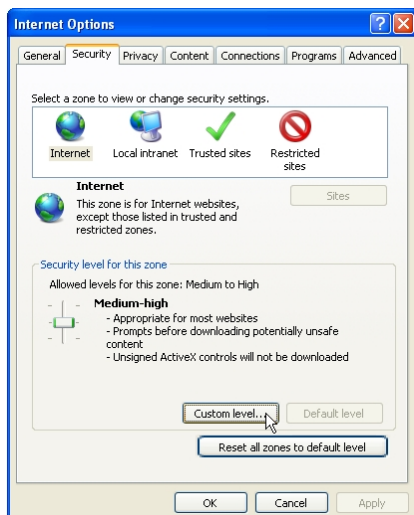 Internet Options
General Security Privacy Content Connections Programs Advanced
Select a zone to view or change security settings.
Internet Local intranet Trusted sites Restricted
sites
Internet
Sites
This zone is for Internet websites,
except those listed in trusted and
restricted zones.
Security level for this zone
Allowed levels for this zone: Medium to High
Medium-high
- Appropriate for most websites
- Prompts before downloading potentially unsafe
content
- Unsigned ActiveX controls will not be downloaded
Custom level... Default level
Reset all zones to default level
OK Cancel Apply